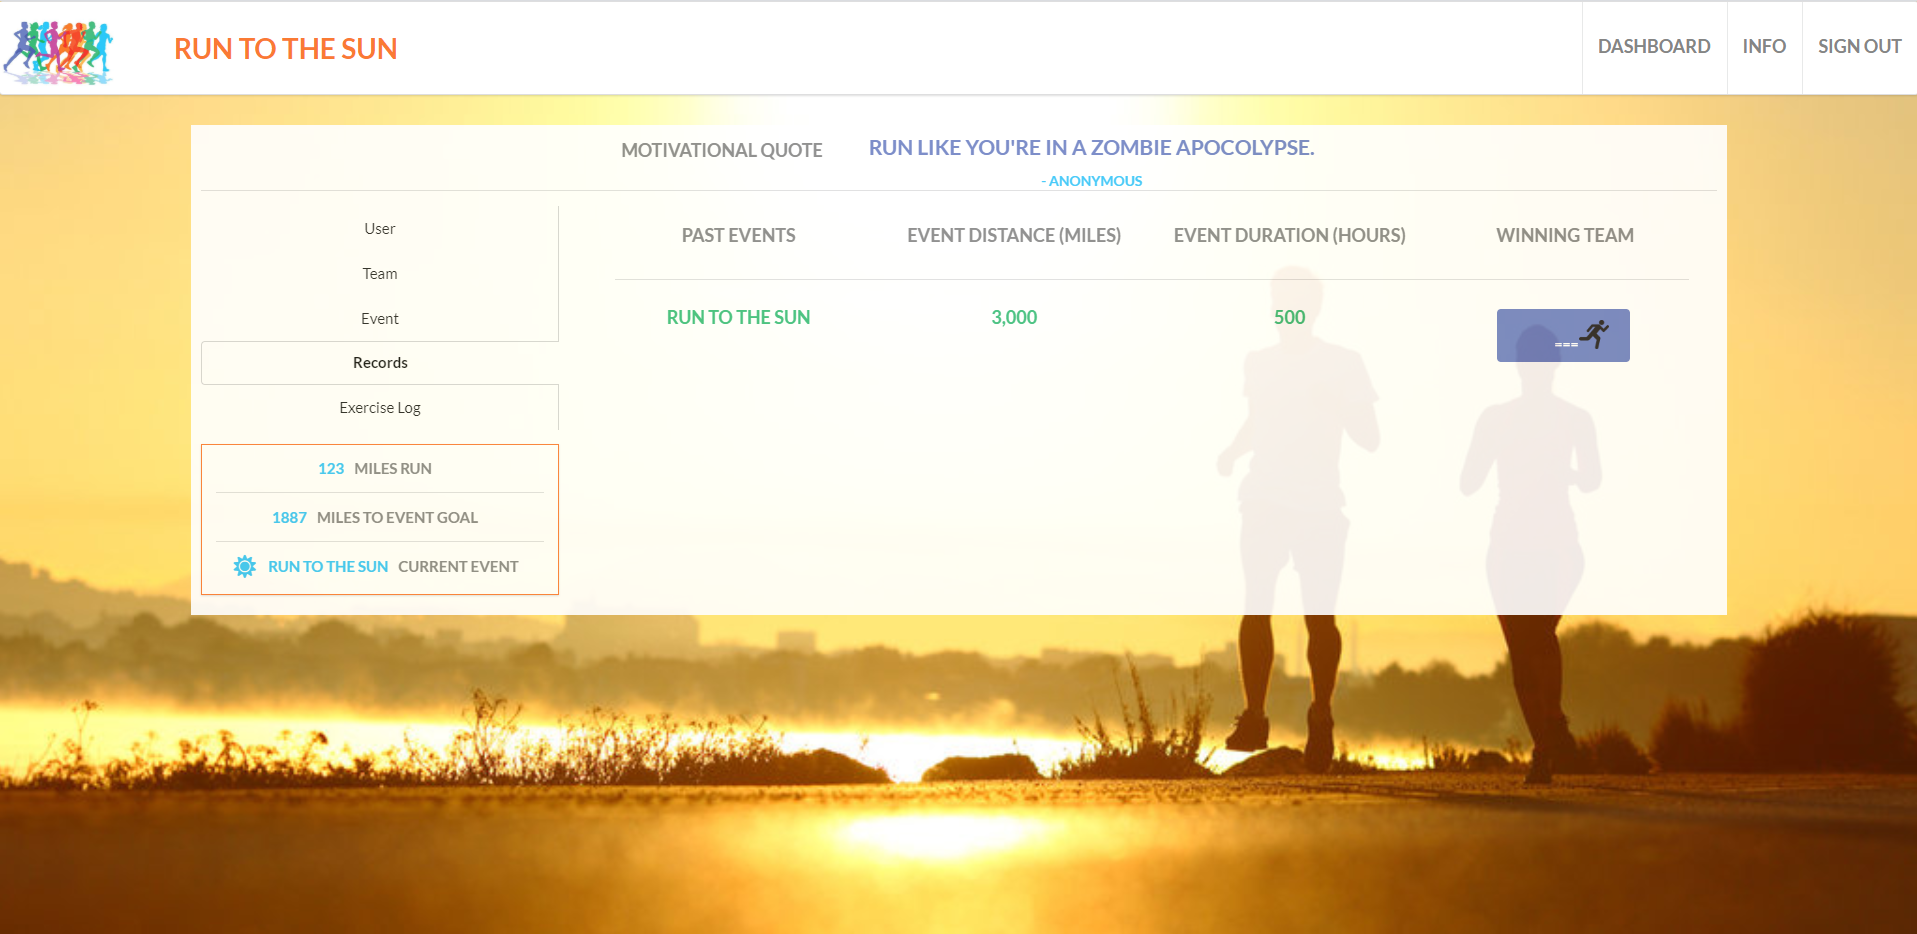 RUN TO THE SUN
DASHBOARD
INFO
SIGN OUT
MOTIVATIONAL QUOTE
RUN LIKE YOU'RE IN A ZOMBIE APOCOLYPSE.
- ANONYMOUS
User
Team
Event
Records
Exercise Log
123 MILES RUN
1887 MILES TO EVENT GOAL
RUN TO THE SUN CURRENT EVENT
PAST EVENTS EVENT DISTANCE (MILES) EVENT DURATION (HOURS) WINNING TEAM
RUN TO THE SUN 3,000 500
===